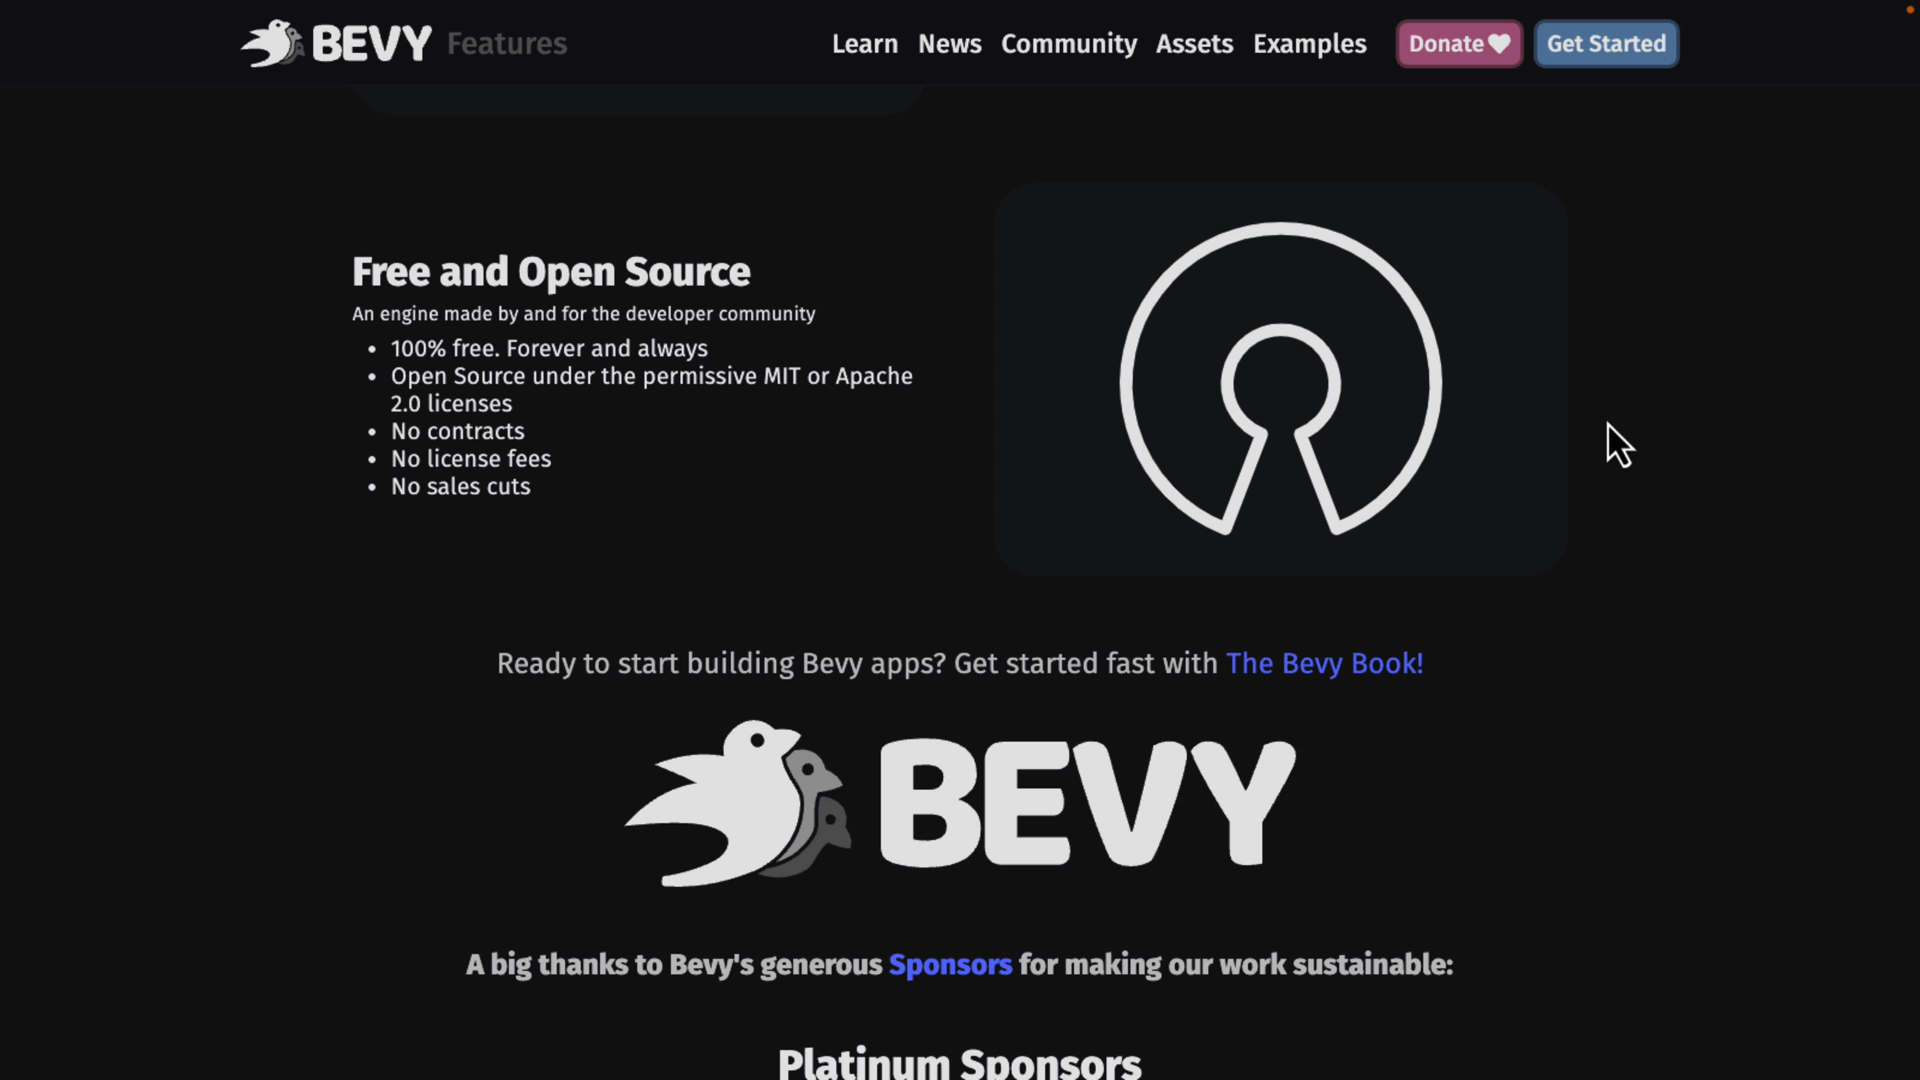 BEVY Features
Learn News Community Assets Examples Donate Get Started
Free and Open Source
An engine made by and for the developer community
• 100% free. Forever and always
• Open Source under the permissive MIT or Apache
2.0 licenses
• No contracts
• No license fees
• No sales cuts
Ready to start building Bevy apps? Get started fast with The Bevy Book!
BEVY
A big thanks to Bevy's generous Sponsors for making our work sustainable:
Platinum Sponsors